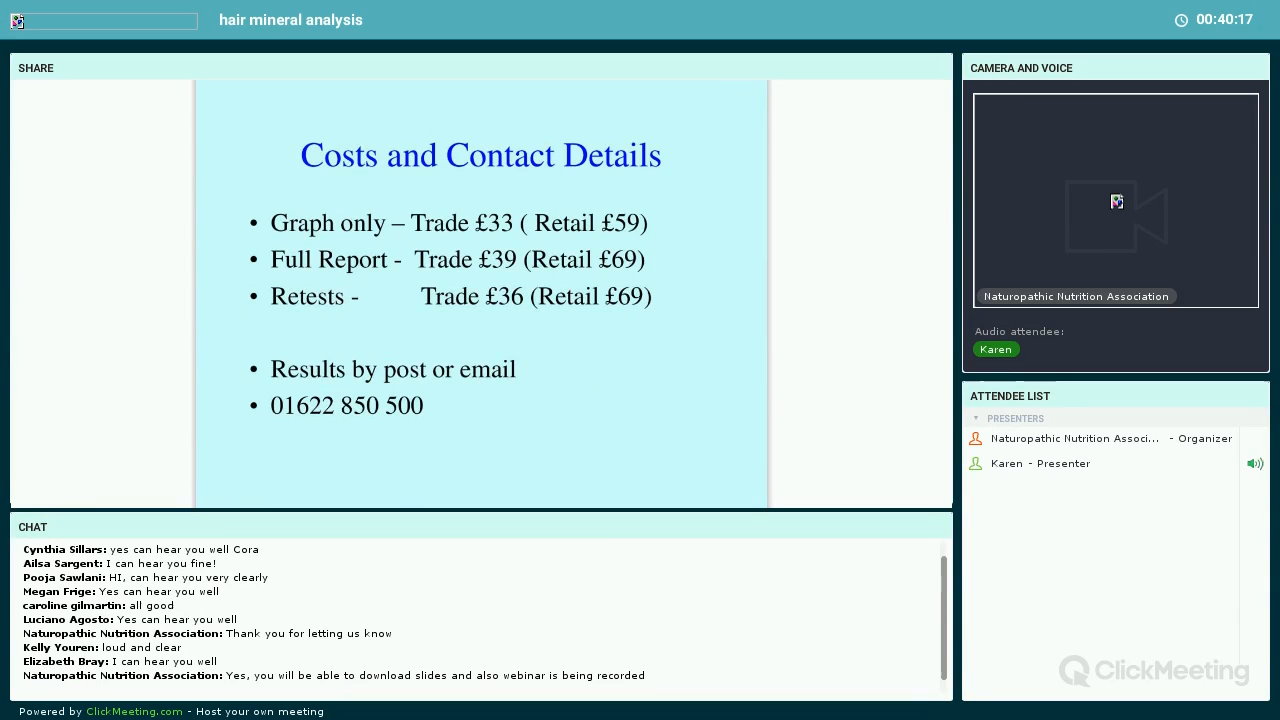 hair mineral analysis
00:40:17
SHARE
Costs and Contact Details
• Graph only – Trade £33 ( Retail £59)
• Full Report - Trade £39 (Retail £69)
• Retests - Trade £36 (Retail £69)
• Results by post or email
• 01622 850 500
CAMERA AND VOICE
Naturopathic Nutrition Association
Audio attendee:
Karen
ATTENDEE LIST
PRESENTERS
Naturopathic Nutrition Associ... - Organizer
Karen - Presenter
ClickMeeting
CHAT
Cynthia Sillars: yes can hear you well Cora
Ailsa Sargent: I can hear you fine!
Pooja Sawlani: HI, can hear you very clearly
Megan Frige: Yes can hear you well
caroline gilmartin: all good
Luciano Agosto: Yes can hear you well
Naturopathic Nutrition Association: Thank you for letting us know
Kelly Youren: loud and clear
Elizabeth Bray: I can hear you well
Naturopathic Nutrition Association: Yes, you will be able to download slides and also webinar is being recorded
Powered by ClickMeeting.com - Host your own meeting